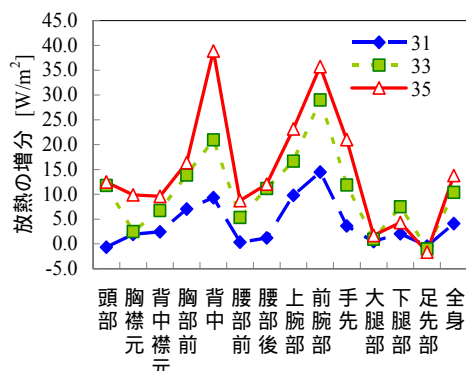 放熱の増分 [W/m²]
45.0
40.0
35.0
30.0
25.0
20.0
15.0
10.0
5.0
0.0
-5.0
31
33
35
頭部
胸襟元
背中襟元
胸部前
背中
腰部前
腰部後
上腕部
前腕部
手先
大腿部
下腿部
足先部
全身